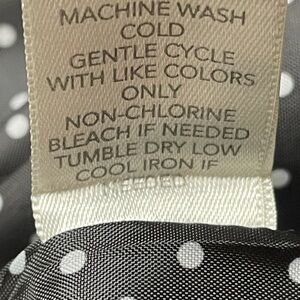 MACHINE WASH
COLD
GENTLE CYCLE
WITH LIKE COLORS
ONLY
NON-CHLORINE
BLEACH IF NEEDED
TUMBLE DRY LOW
COOL IRON IF
NEEDED